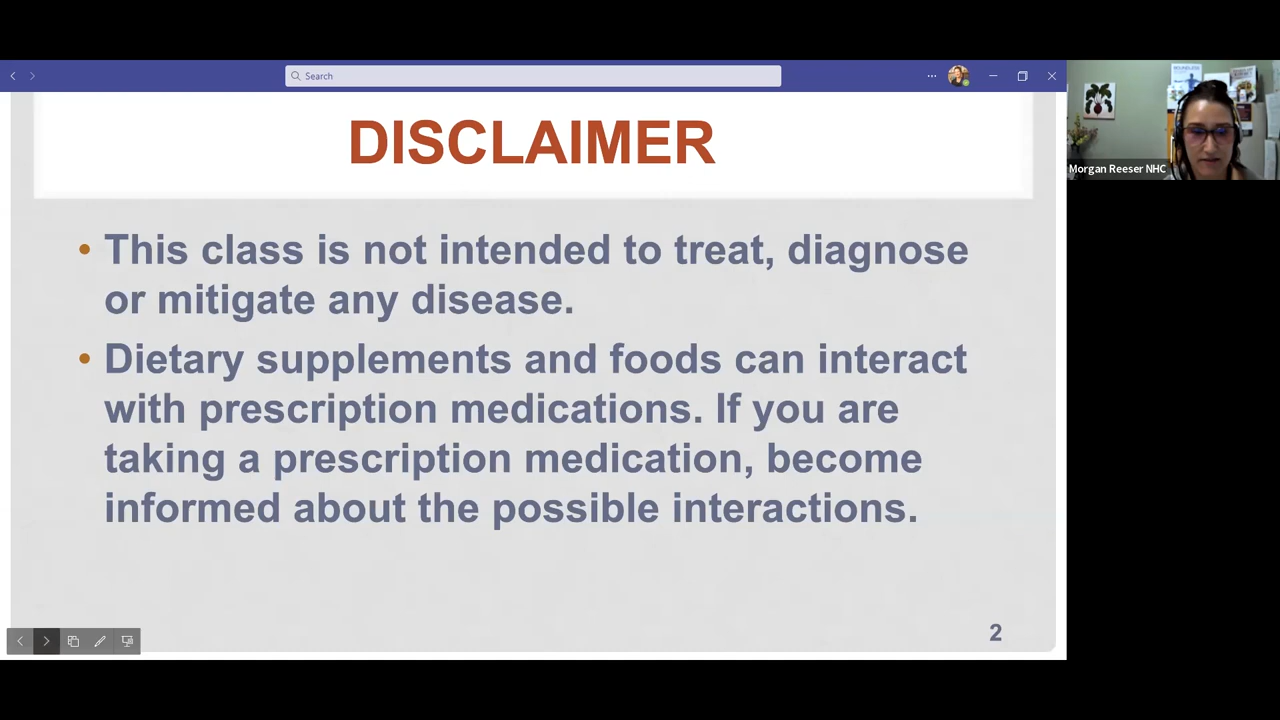 Search
DISCLAIMER
• This class is not intended to treat, diagnose
or mitigate any disease.
• Dietary supplements and foods can interact
with prescription medications. If you are
taking a prescription medication, become
informed about the possible interactions.
2
Morgan Reeser NHC